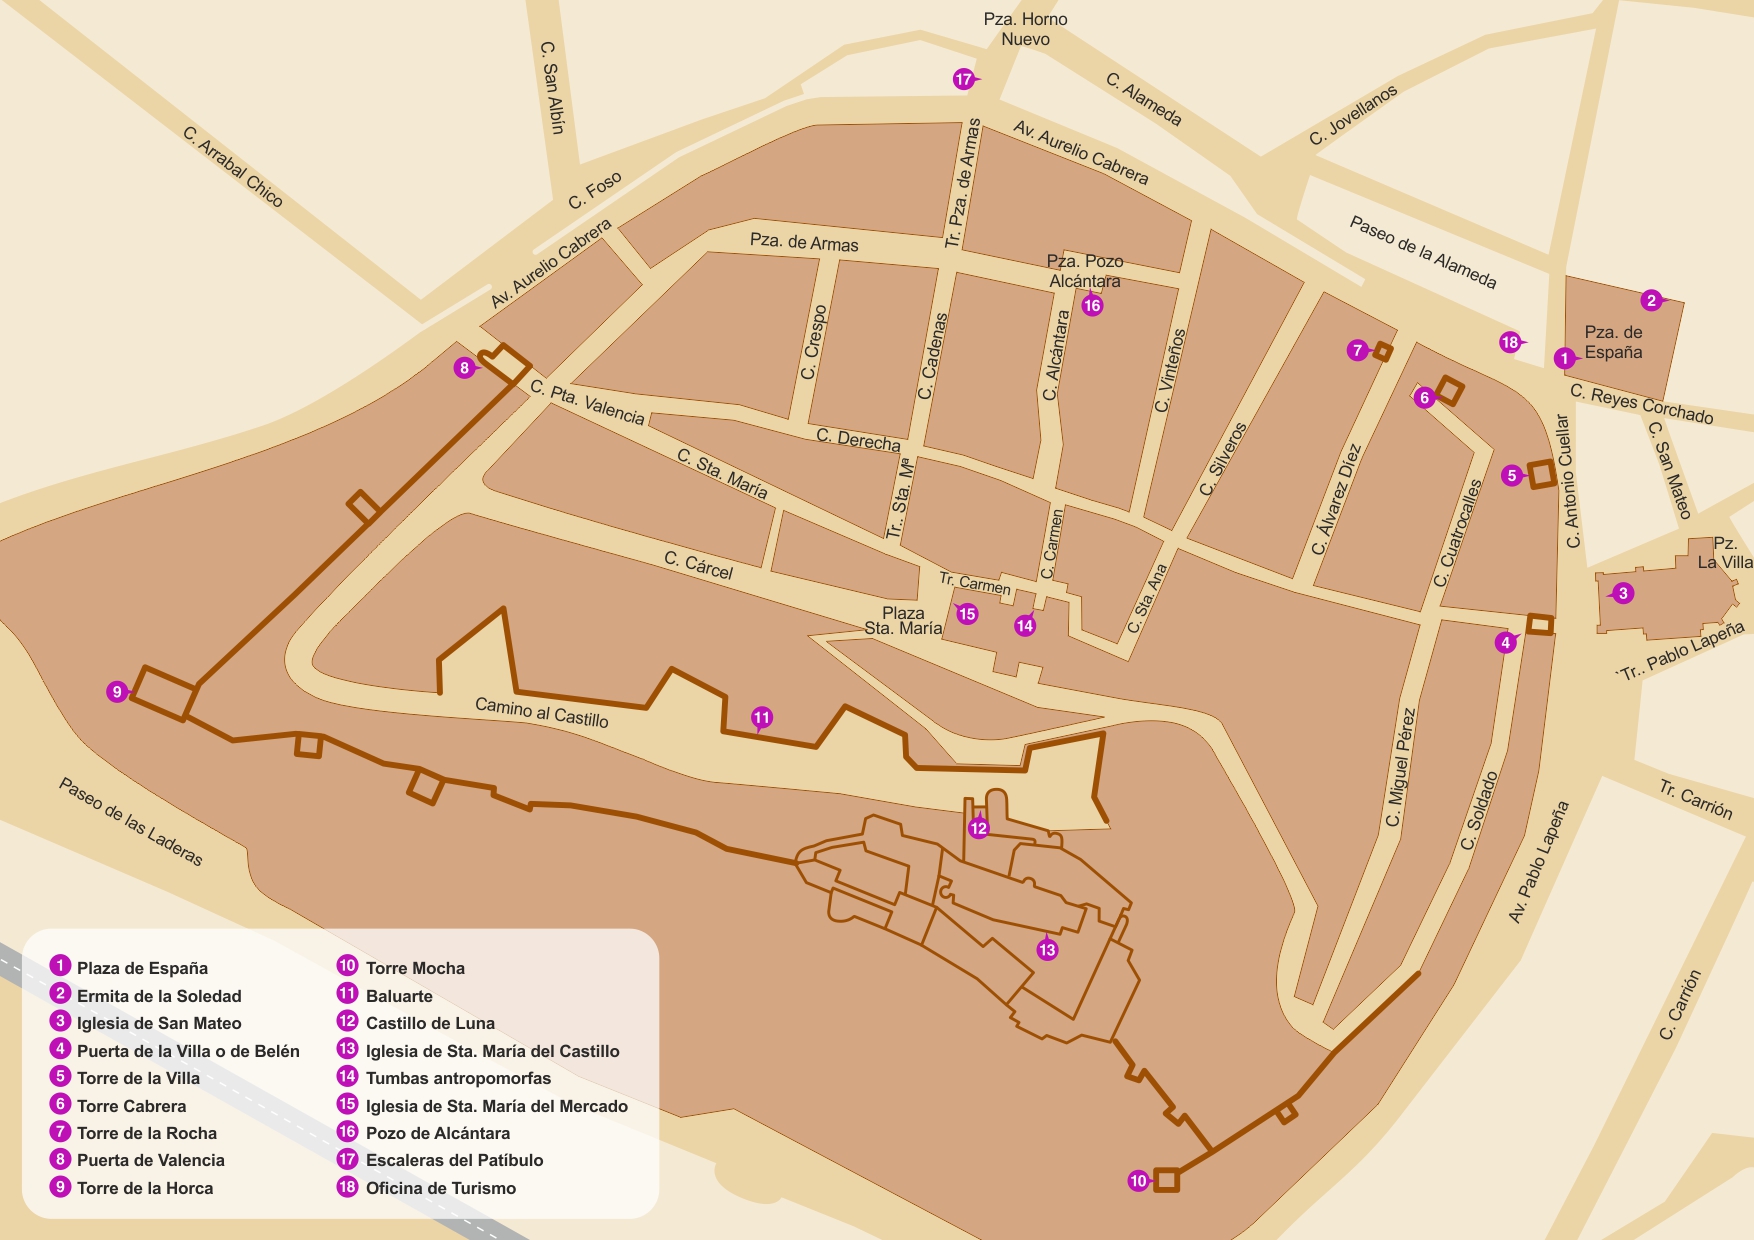 Pza. Horno
Nuevo
C. San Albín
17
C. Alameda
C. Jovellanos
C. Arrabal Chico
Av. Aurelio Cabrera
Tr. Pza. de Armas
C. Foso
Av. Aurelio Cabrera
Paseo de la Alameda
Pza. de Armas
Pza. Pozo
Alcántara
16
2
Pza. de
España
1
18
7
8
C. Crespo
C. Cadenas
C. Alcántara
C. Vinteños
6
C. Reyes Corchado
C. Pta. Valencia
C. Derecha
C. Sta. María
Tr.. Sta. Mª
C. Silveros
C. Álvarez Díez
5
C. Antonio Cuellar
C. San Mateo
C. Cuatrocalles
C. Cárcel
C. Carmen
Tr. Carmen
C. Sta. Ana
Pz.
La Villa
3
Plaza
Sta. María
15
14
4
`Tr.. Pablo Lapeña
9
Camino al Castillo
11
C. Miguel Pérez
C. Soldado
Av. Pablo Lapeña
Tr. Carrión
Paseo de las Laderas
12
13
C. Carrión
10
1 Plaza de España
2 Ermita de la Soledad
3 Iglesia de San Mateo
4 Puerta de la Villa o de Belén
5 Torre de la Villa
6 Torre Cabrera
7 Torre de la Rocha
8 Puerta de Valencia
9 Torre de la Horca
10 Torre Mocha
11 Baluarte
12 Castillo de Luna
13 Iglesia de Sta. María del Castillo
14 Tumbas antropomorfas
15 Iglesia de Sta. María del Mercado
16 Pozo de Alcántara
17 Escaleras del Patíbulo
18 Oficina de Turismo